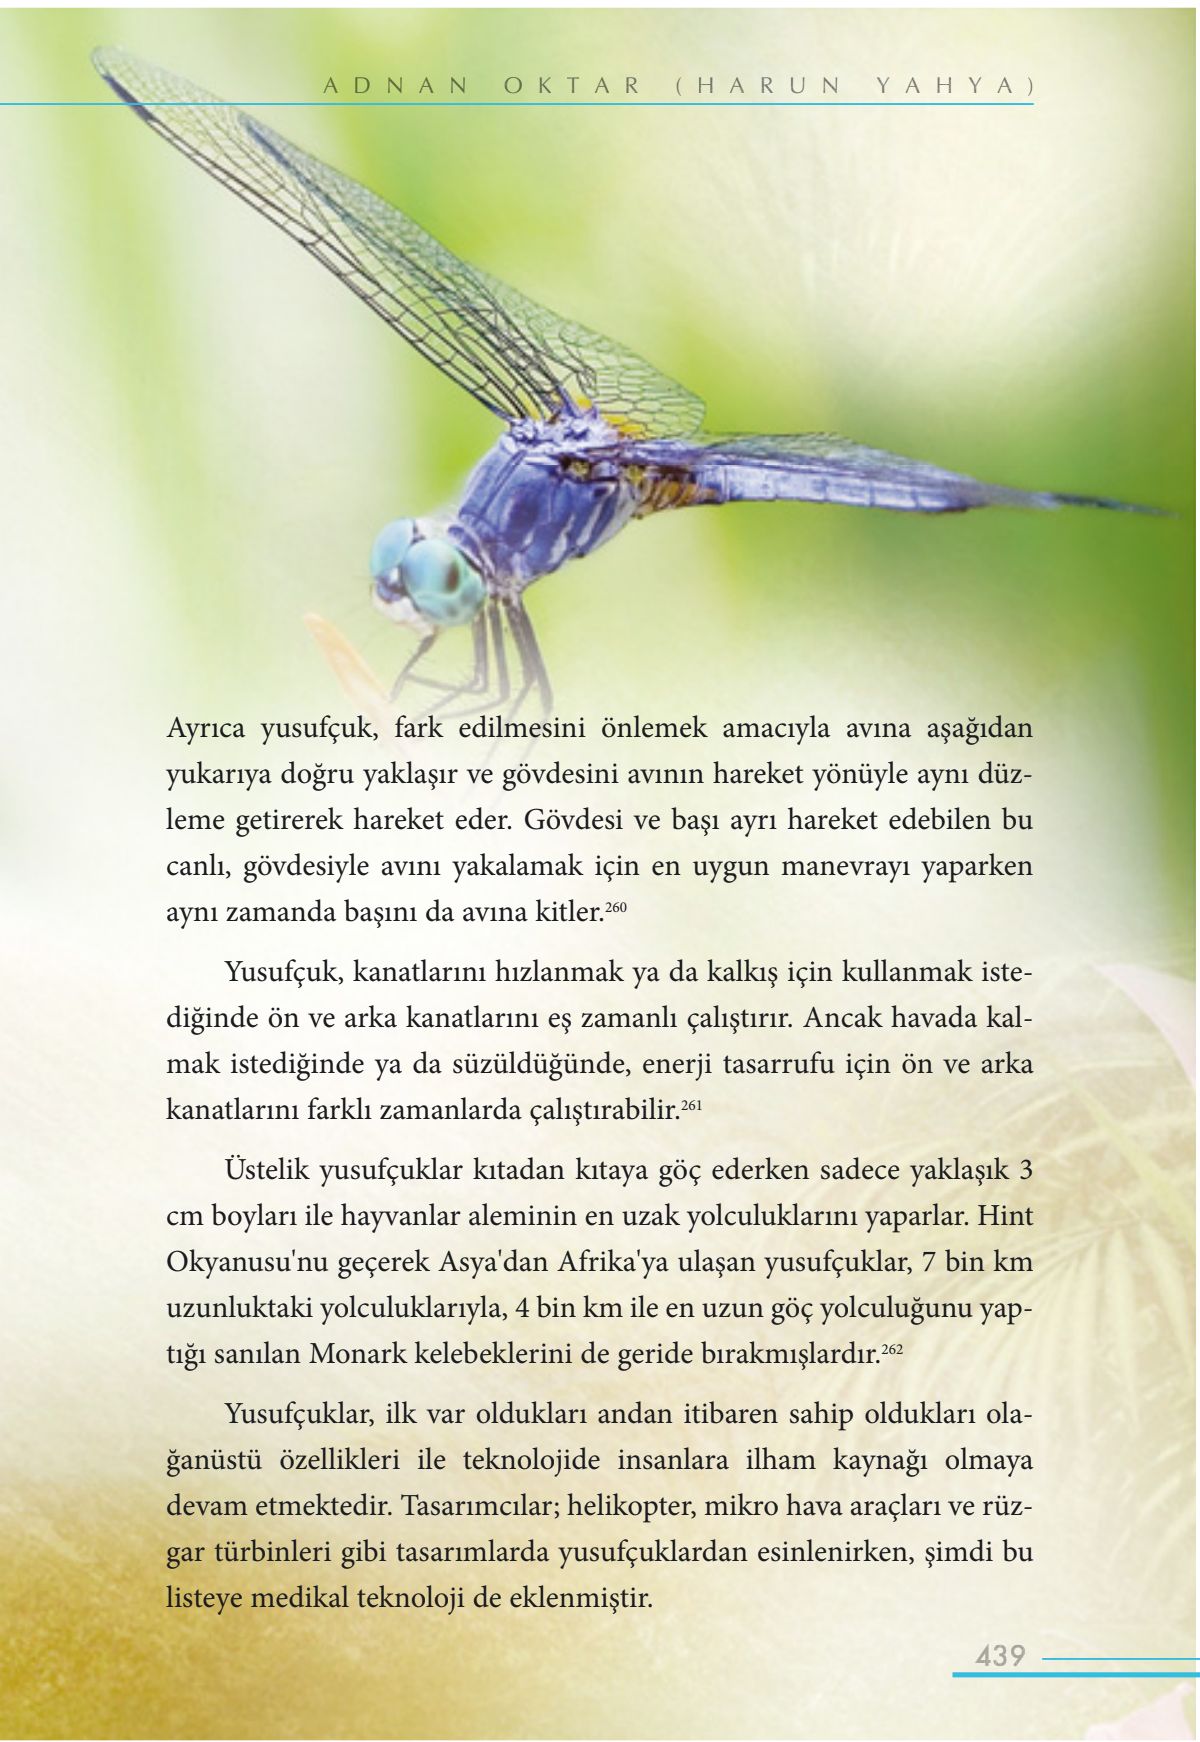 ADNAN OKTAR (HARUN YAHYA)
Ayrıca yusufçuk, fark edilmesini önlemek amacıyla avına aşağıdan
yukarıya doğru yaklaşır ve gövdesini avının hareket yönüyle aynı düz-
leme getirerek hareket eder. Gövdesi ve başı ayrı hareket edebilen bu
canlı, gövdesiyle avını yakalamak için en uygun manevrayı yaparken
aynı zamanda başını da avına kitler.260
Yusufçuk, kanatlarını hızlanmak ya da kalkış için kullanmak iste-
diğinde ön ve arka kanatlarını eş zamanlı çalıştırır. Ancak havada kal-
mak istediğinde ya da süzüldüğünde, enerji tasarrufu için ön ve arka
kanatlarını farklı zamanlarda çalıştırabilir.261
Üstelik yusufçuklar kıtadan kıtaya göç ederken sadece yaklaşık 3
cm boyları ile hayvanlar aleminin en uzak yolculuklarını yaparlar. Hint
Okyanusu'nu geçerek Asya'dan Afrika'ya ulaşan yusufçuklar, 7 bin km
uzunluktaki yolculuklarıyla, 4 bin km ile en uzun göç yolculuğunu yap-
tığı sanılan Monark kelebeklerini de geride bırakmışlardır.262
Yusufçuklar, ilk var oldukları andan itibaren sahip oldukları ola-
ğanüstü özellikleri ile teknolojide insanlara ilham kaynağı olmaya
devam etmektedir. Tasarımcılar; helikopter, mikro hava araçları ve rüz-
gar türbinleri gibi tasarımlarda yusufçuklardan esinlenirken, şimdi bu
listeye medikal teknoloji de eklenmiştir.
439